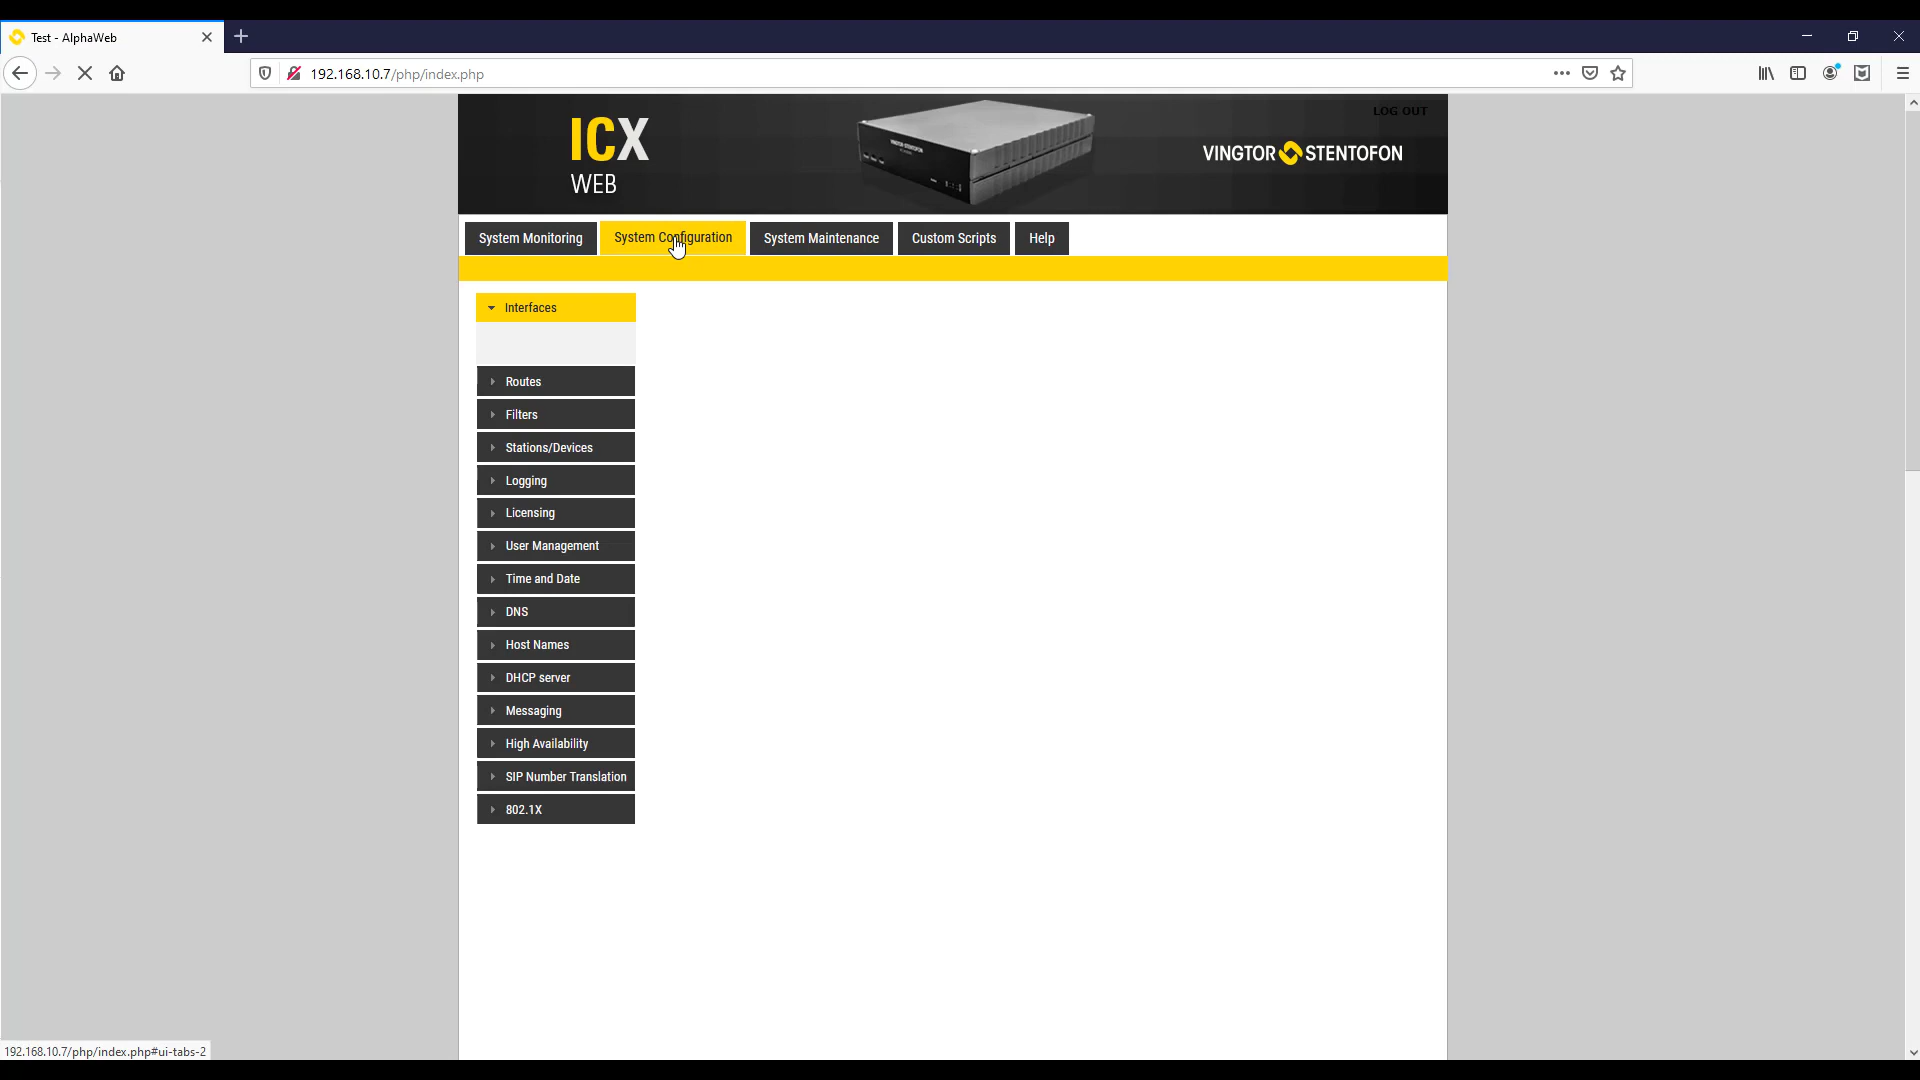 Test - AlphaWeb
192.168.10.7/php/index.php
LOG OUT
ICX
WEB
VINGTOR STENTOFON
System Monitoring
System Configuration
System Maintenance
Custom Scripts
Help
Interfaces
Routes
Filters
Stations/Devices
Logging
Licensing
User Management
Time and Date
DNS
Host Names
DHCP server
Messaging
High Availability
SIP Number Translation
802.1X
192.168.10.7/php/index.php#ui-tabs-2